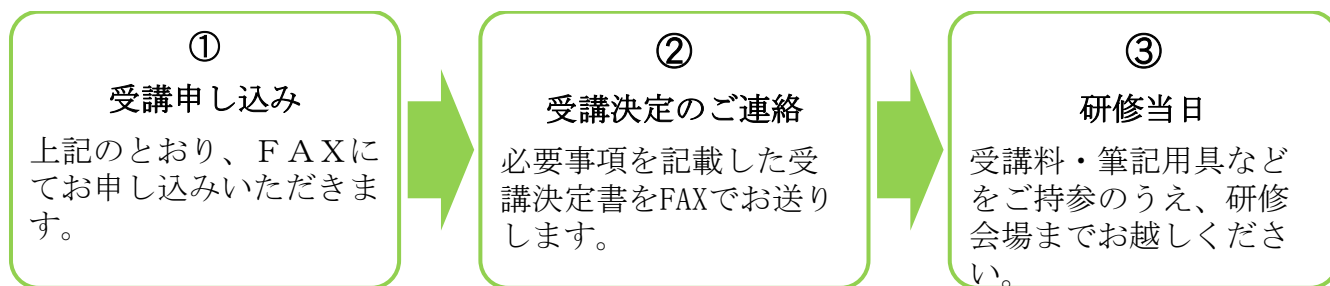 ①
受講申し込み
上記のとおり、ＦＡＸに
てお申し込みいただきま
す。
②
受講決定のご連絡
必要事項を記載した受
講決定書をFAXでお送り
します。
③
研修当日
受講料・筆記用具など
をご持参のうえ、研修
会場までお越しくださ
い。